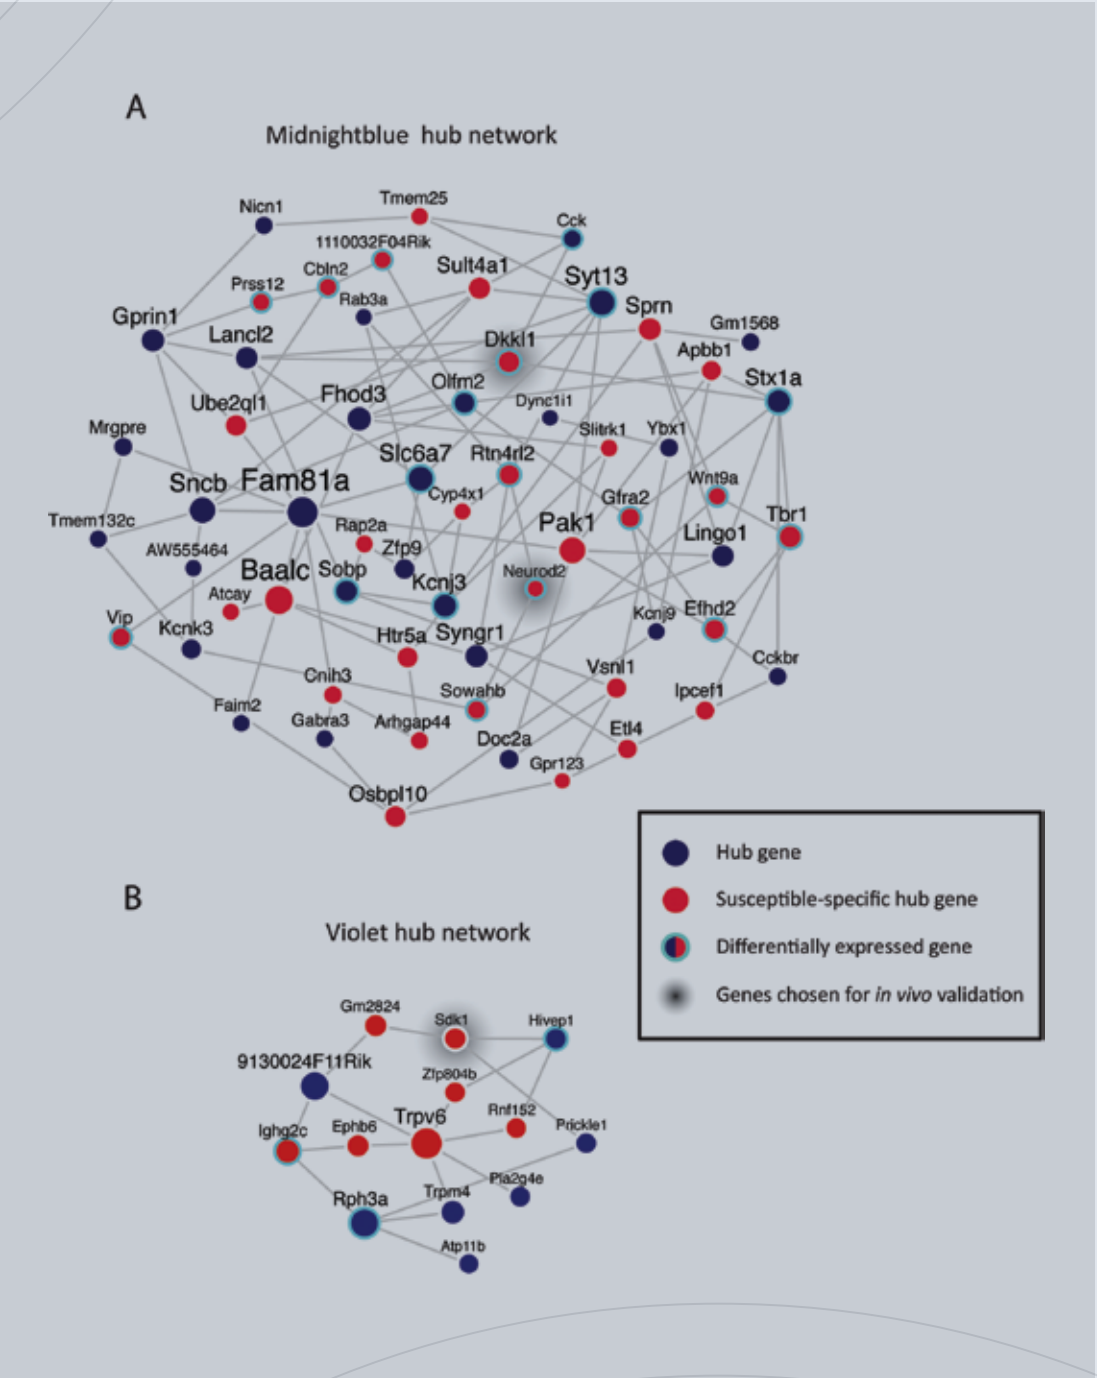 A
Midnightblue hub network
Nicn1
Tmem25
Cck
1110032F04Rik
Cbln2
Sult4a1
Syt13
Prss12
Rab3a
Sprn
Gprin1
Lancl2
Dkkl1
Gm1568
Apbb1
Fhod3
Olfm2
Stx1a
Ube2ql1
Dync1i1
Mrgpre
Slitrk1
Ybx1
Slc6a7
Rtn4rl2
Sncb
Fam81a
Cyp4x1
Wnt9a
Gfra2
Tmem132c
Rap2a
Pak1
Lingo1
Tbr1
AW555464
Zfp9
Baalc
Sobp
Kcnj3
Neurod2
Atcay
Vip
Kcnk3
Htr5a
Syngr1
Kcnj9
Efhd2
Cckbr
Cnih3
Vsnl1
Faim2
Sowahb
Ipcef1
Gabra3
Arhgap44
Doc2a
Etl4
Gpr123
Osbpl10
Hub gene
Susceptible-specific hub gene
Differentially expressed gene
Genes chosen for in vivo validation
B
Violet hub network
Gm2824
Sdk1
Hivep1
9130024F11Rik
Zfp804b
Trpv6
Rnf152
Ighg2c
Ephb6
Prickle1
Rph3a
Trpm4
Pla2g4e
Atp11b